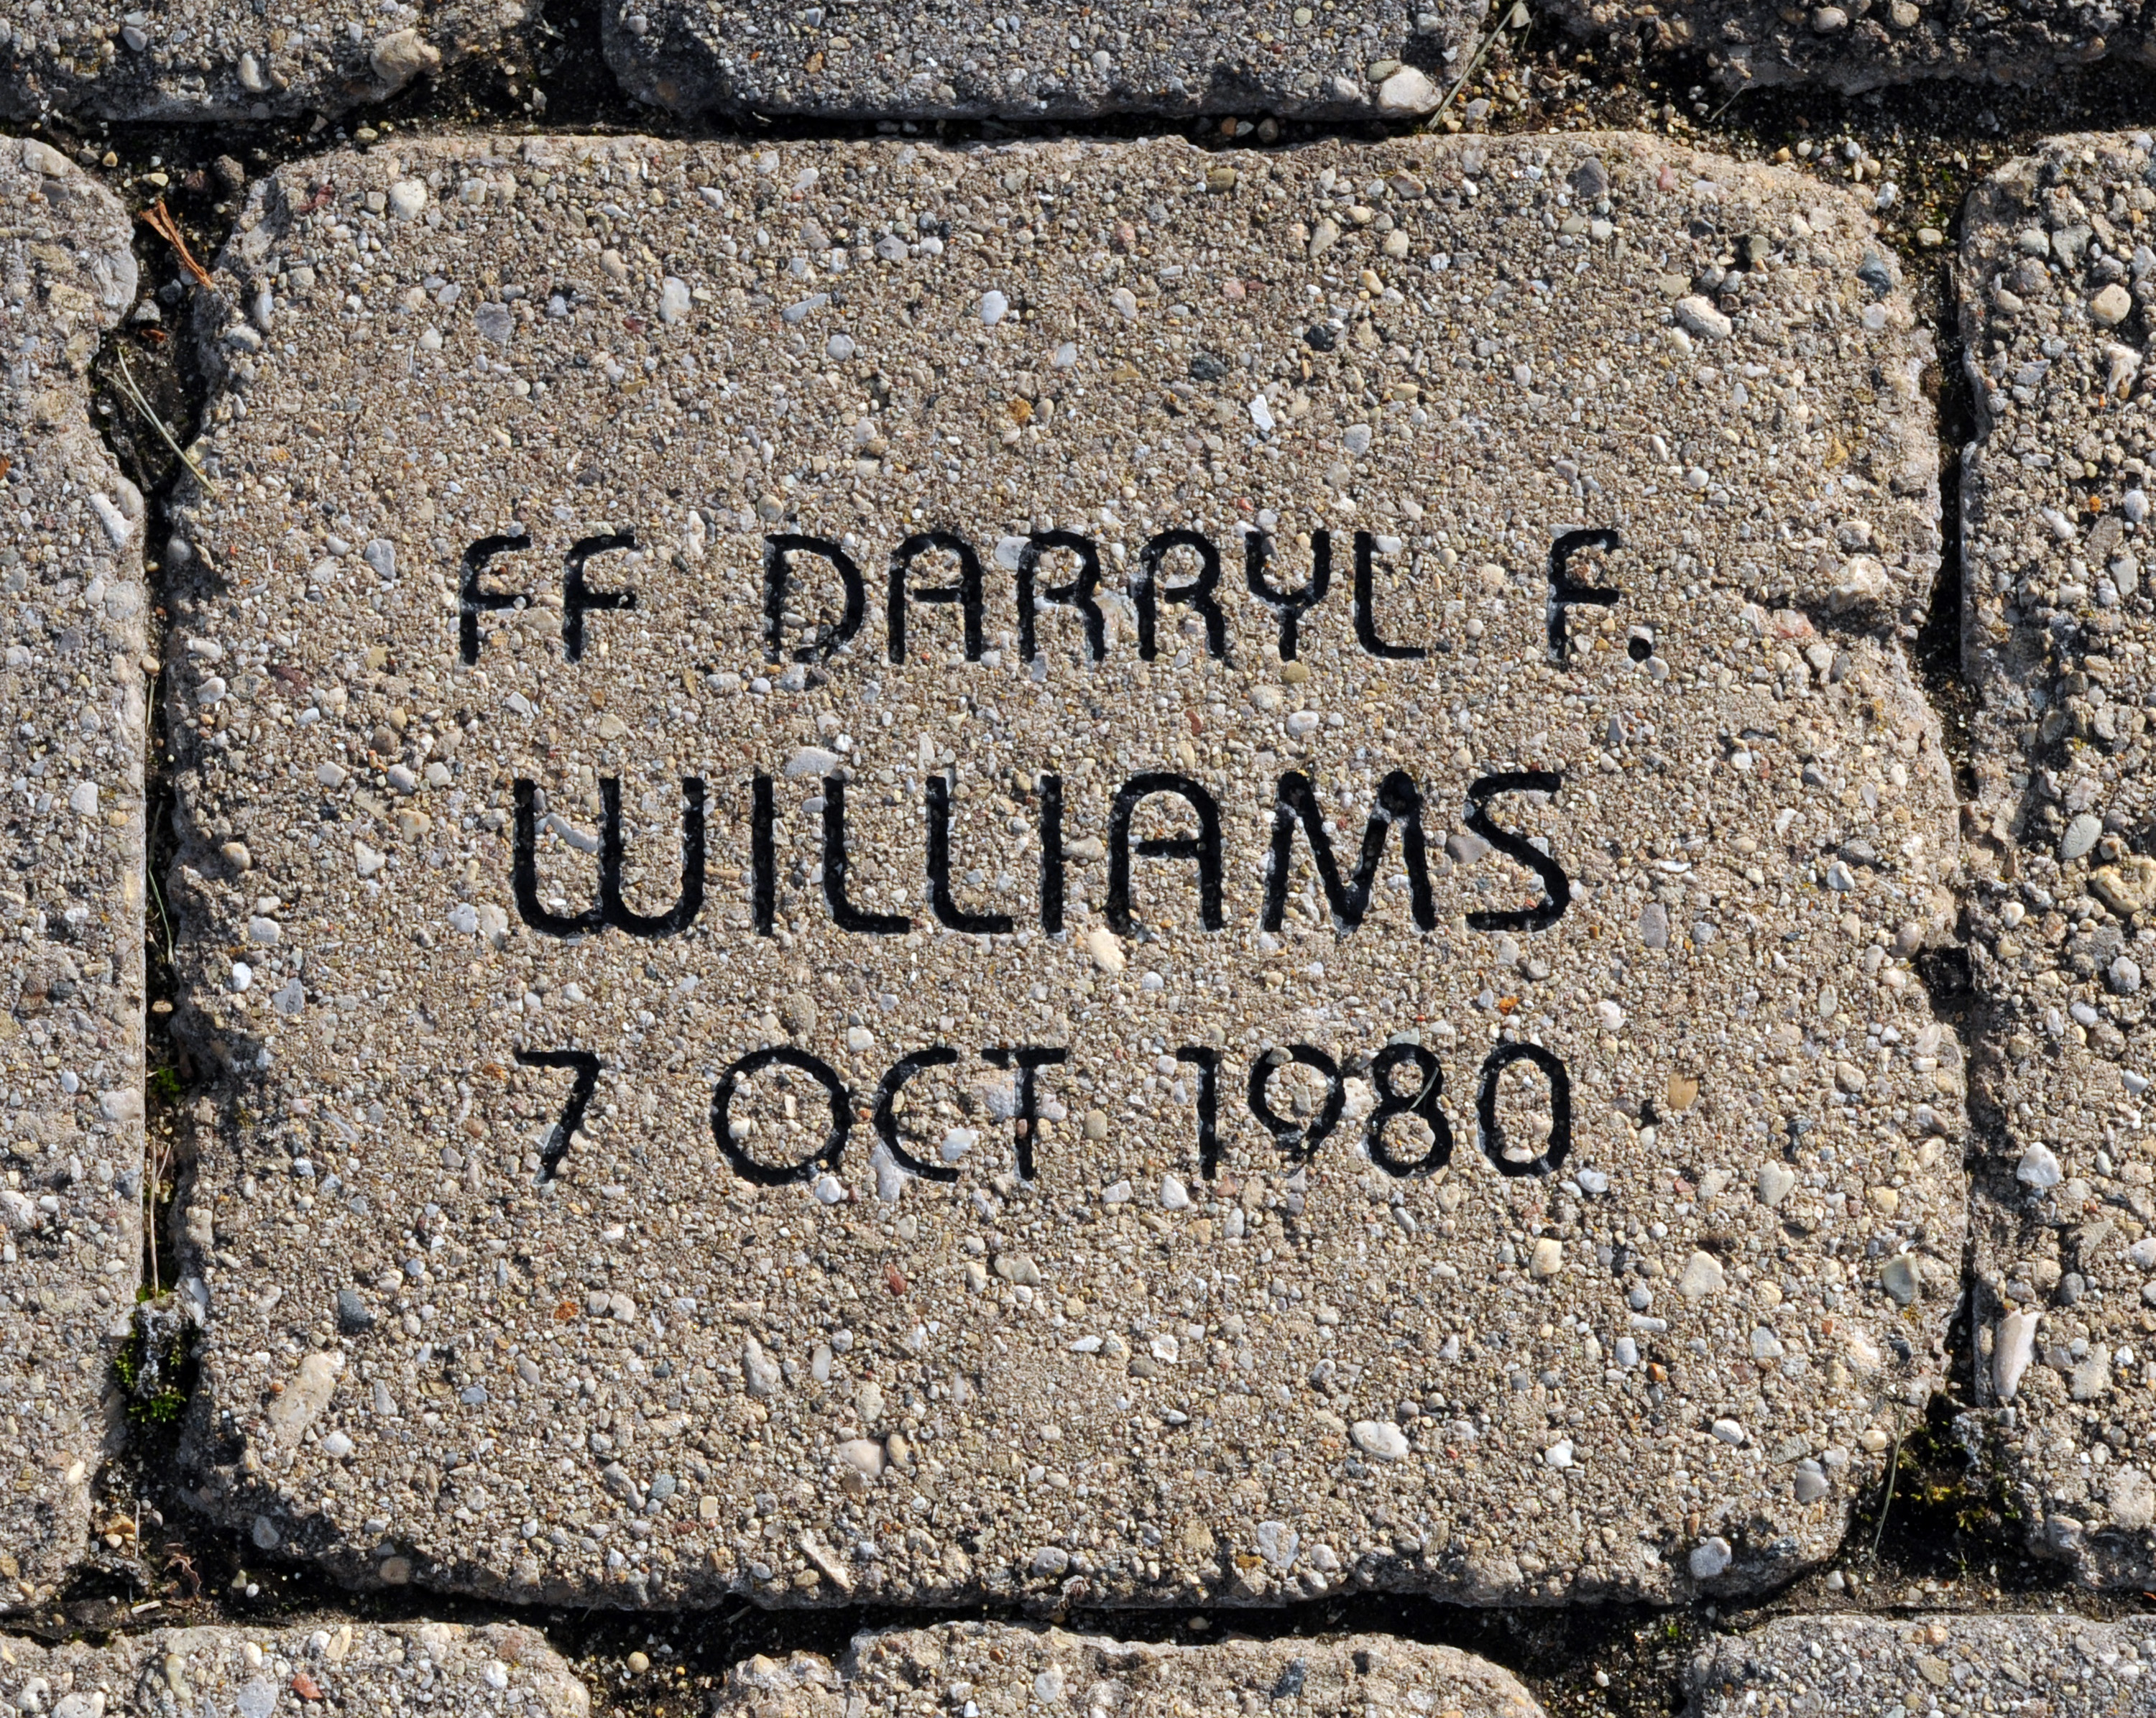 FF DARRYL F.
WILLIAMS
7 OCT 1980